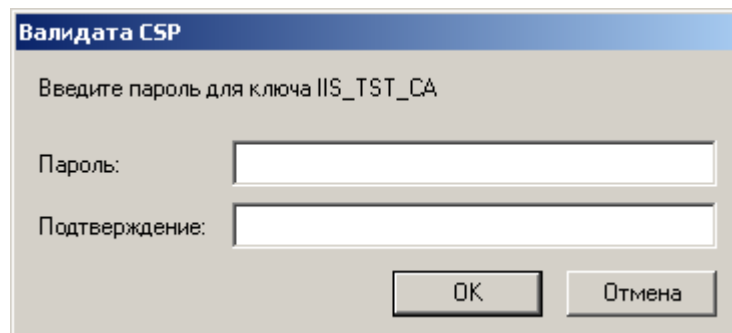 Валидата CSP
Введите пароль для ключа IIS_TST_CA
Пароль:
Подтверждение:
OK
Отмена